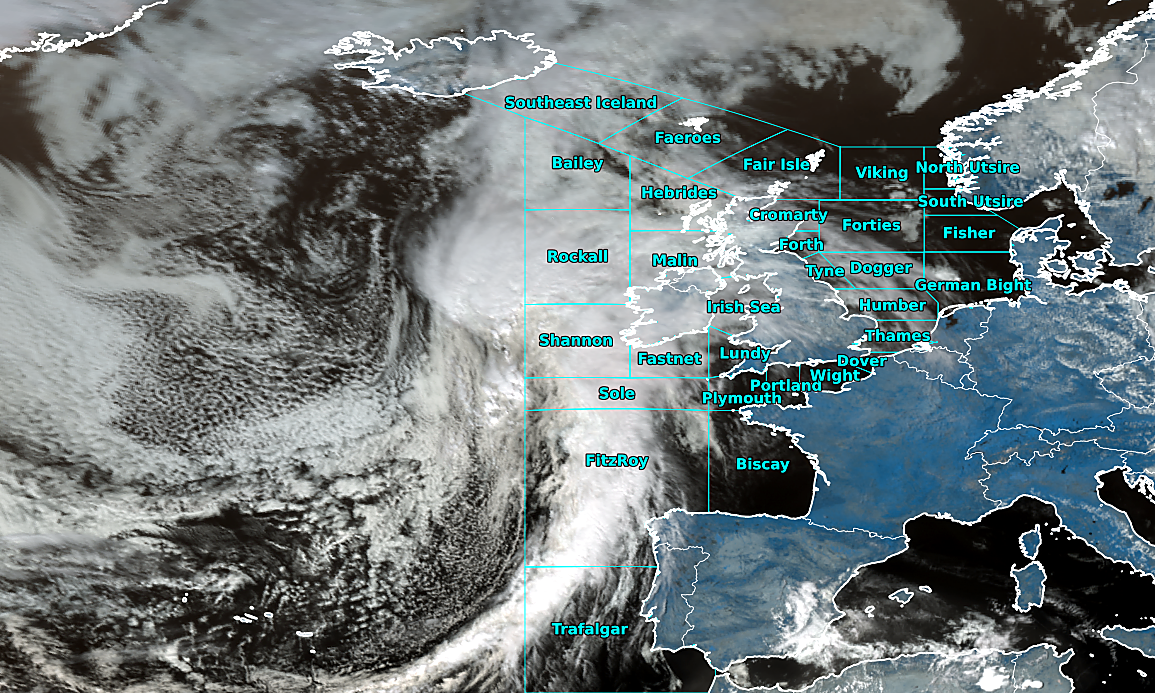 Southeast Iceland
Faeroes
Bailey
Fair Isle
North Utsire
Viking
Hebrides
South Utsire
Cromarty
Forties
Fisher
Forth
Rockall
Malin
Tyne
Dogger
German Bight
Irish Sea
Humber
Thames
Shannon
Fastnet
Lundy
Dover
Wight
Portland
Sole
Plymouth
FitzRoy
Biscay
Trafalgar